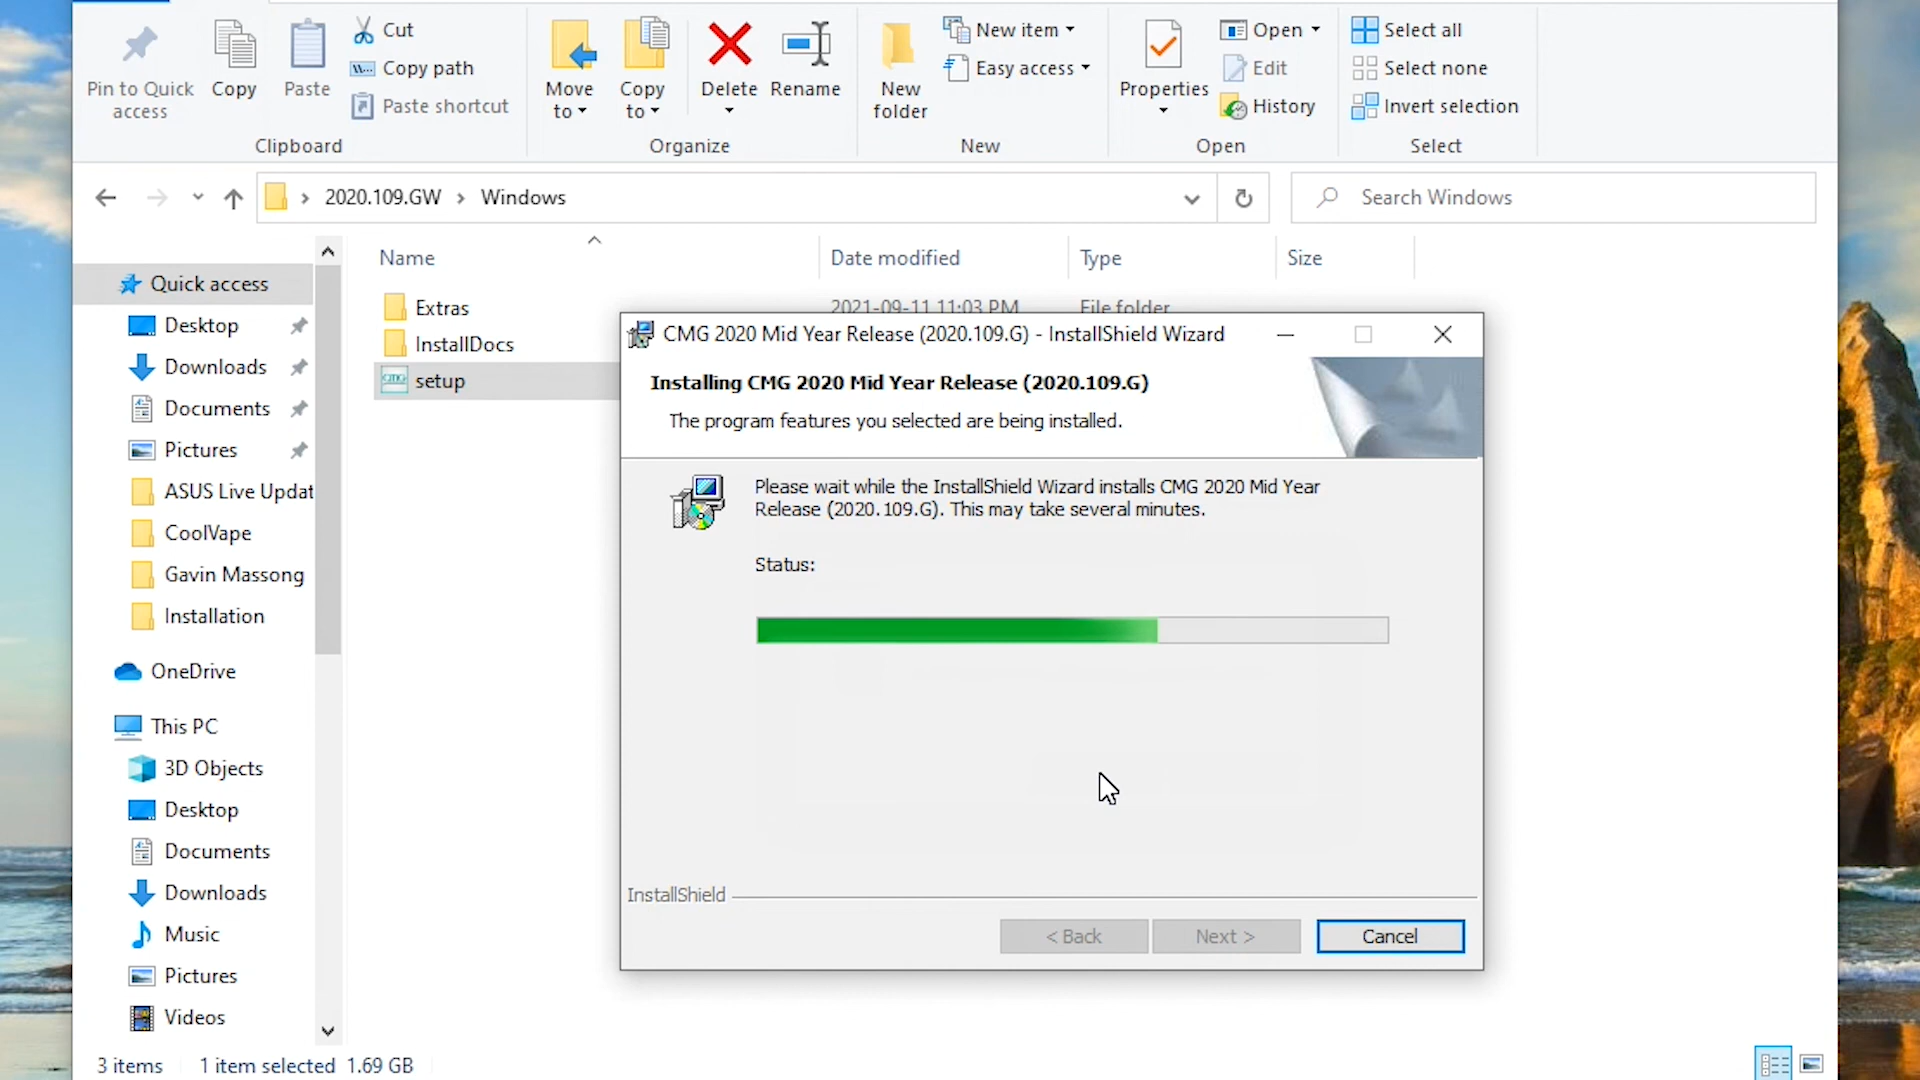 Pin to Quick
access
Copy
Paste
Cut
Copy path
Paste shortcut
Clipboard
Move
to
Copy
to
Delete
Rename
Organize
New
folder
New item
Easy access
New
Properties
Open
Edit
History
Open
Select all
Select none
Invert selection
Select
2020.109.GW > Windows
Search Windows
Name
Date modified
Type
Size
Extras
2021-09-11 11:03 PM
File folder
InstallDocs
setup
Quick access
Desktop
Downloads
Documents
Pictures
ASUS Live Updat
CoolVape
Gavin Massong
Installation
OneDrive
This PC
3D Objects
Desktop
Documents
Downloads
Music
Pictures
Videos
3 items
1 item selected 1.69 GB
CMG 2020 Mid Year Release (2020.109.G) - InstallShield Wizard
Installing CMG 2020 Mid Year Release (2020.109.G)
The program features you selected are being installed.
Please wait while the InstallShield Wizard installs CMG 2020 Mid Year
Release (2020.109.G). This may take several minutes.
Status:
InstallShield
< Back
Next >
Cancel